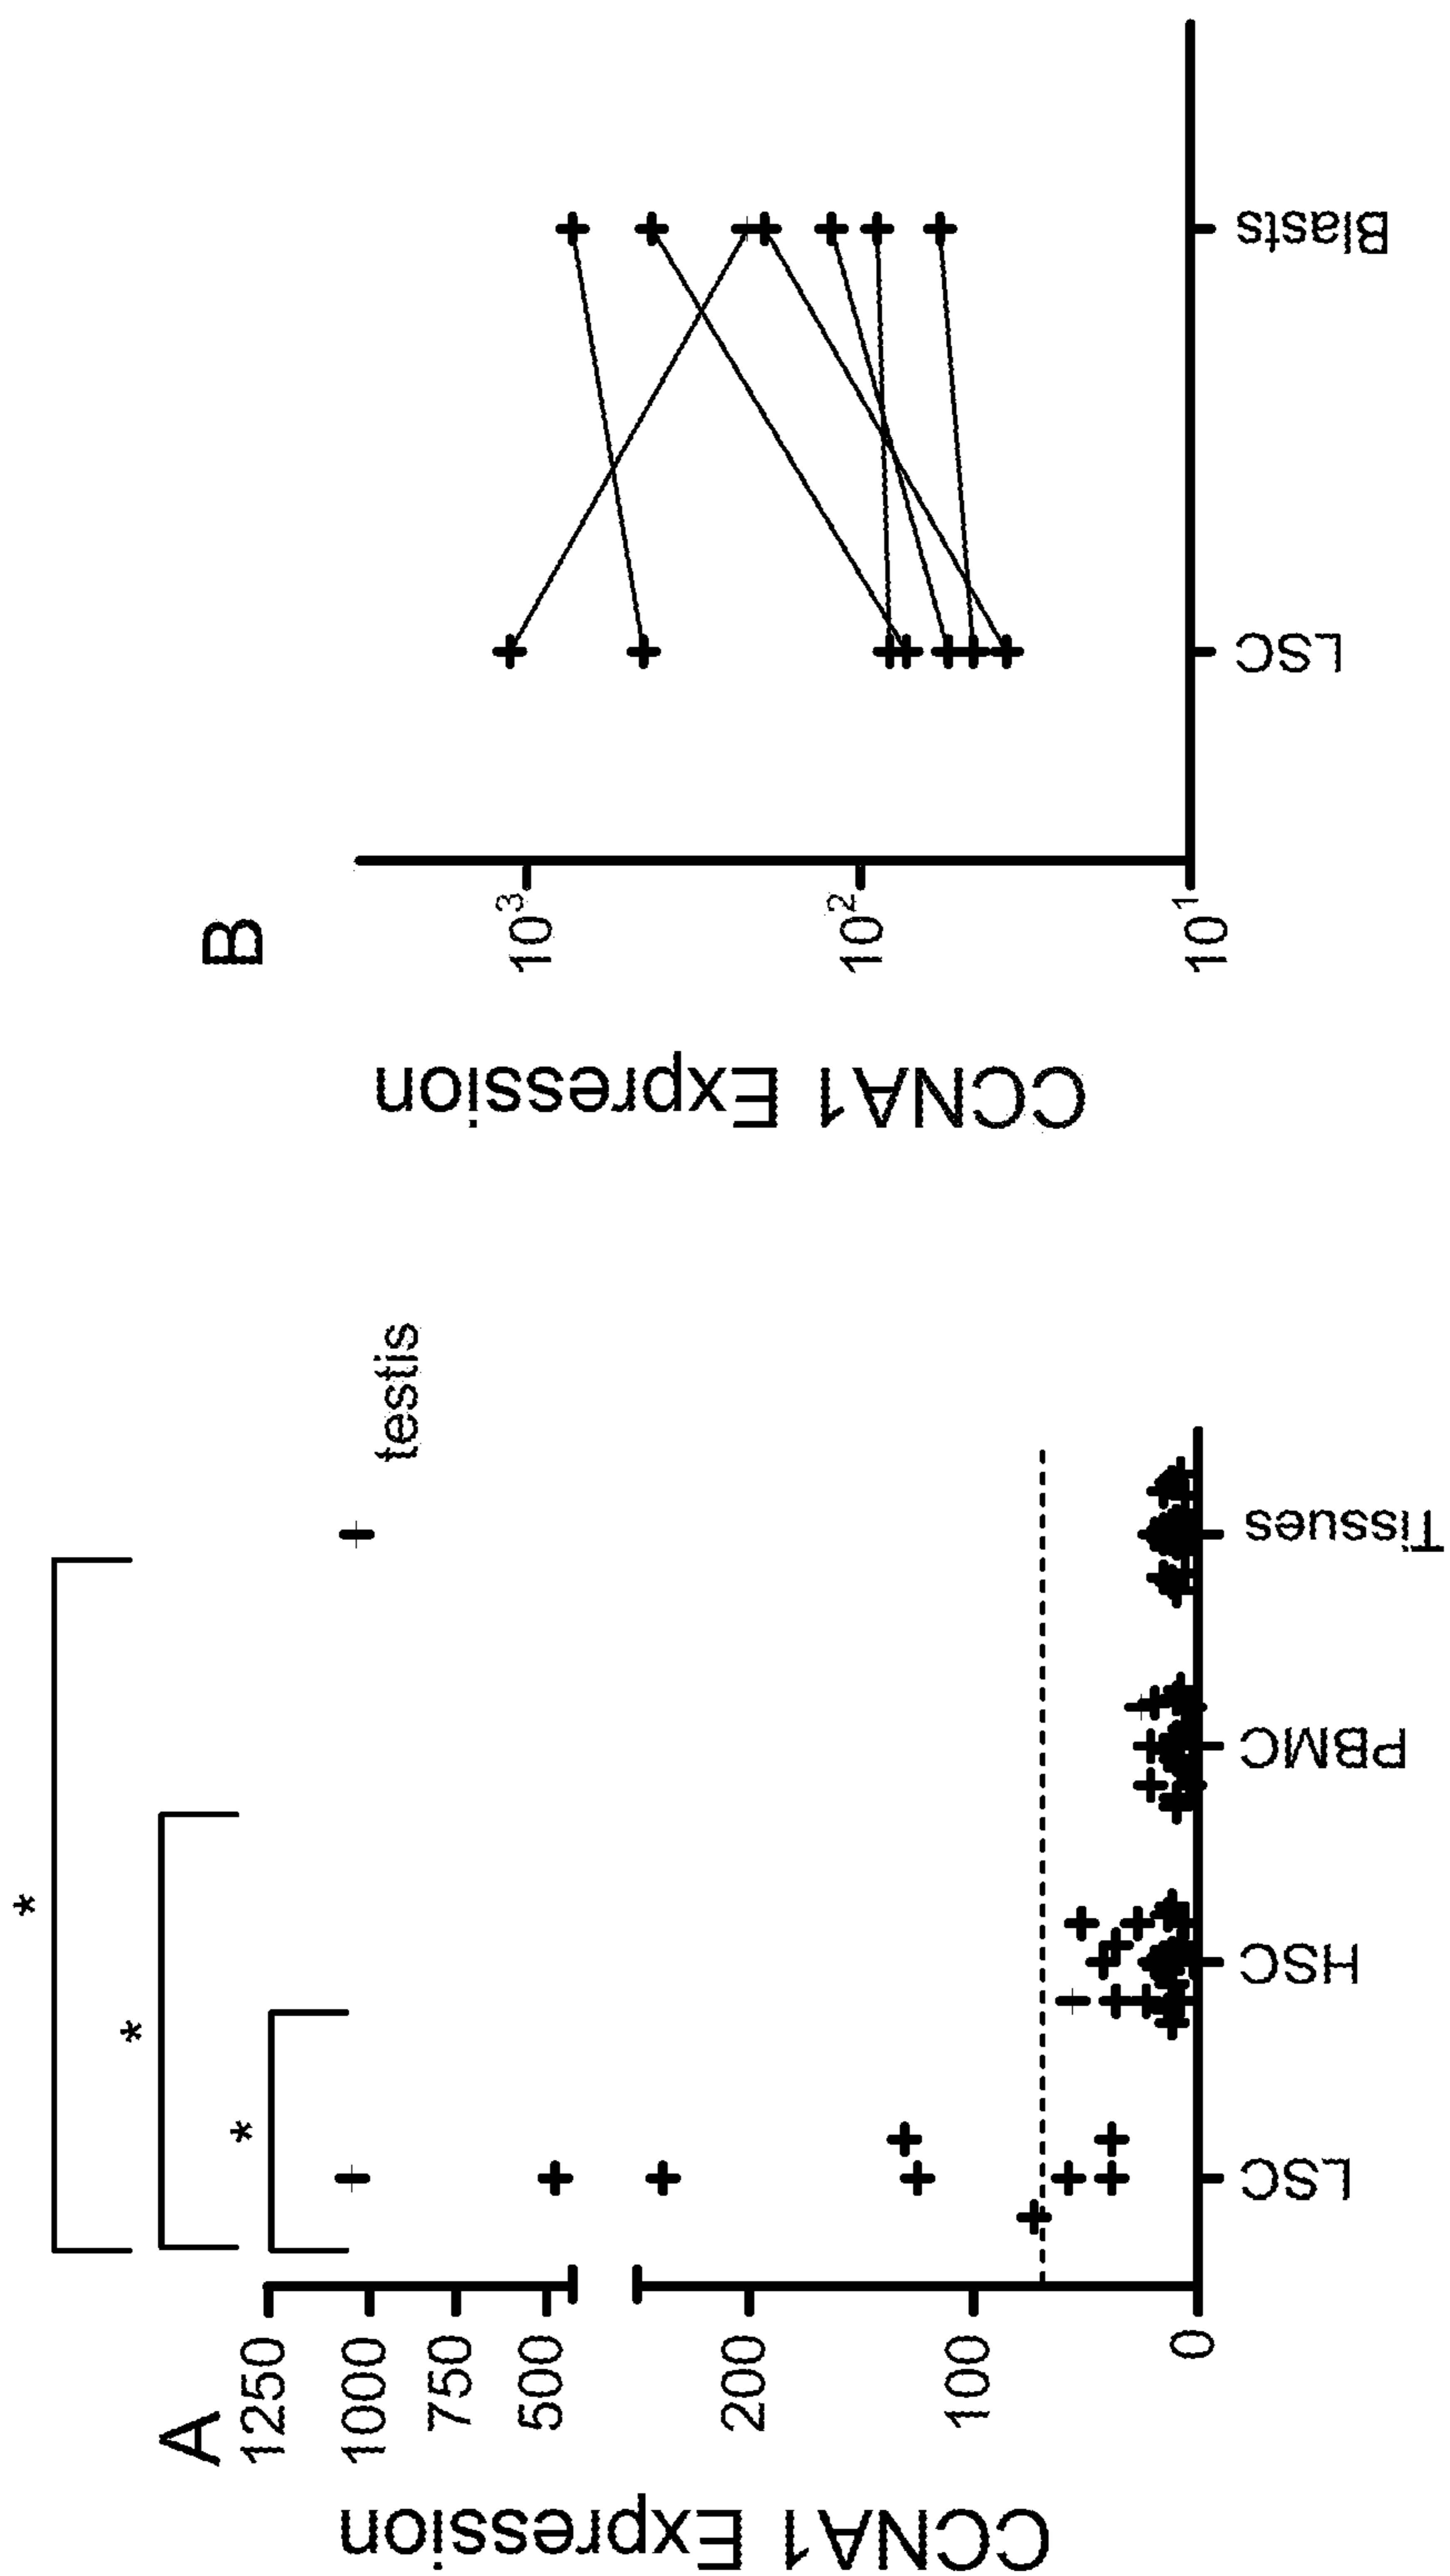 A
CCNA1 Expression
1250
1000
750
500
200
100
0
*
*
*
testis
LSC
HSC
PBMC
Tissues
B
CCNA1 Expression
10³
10²
10¹
LSC
Blasts